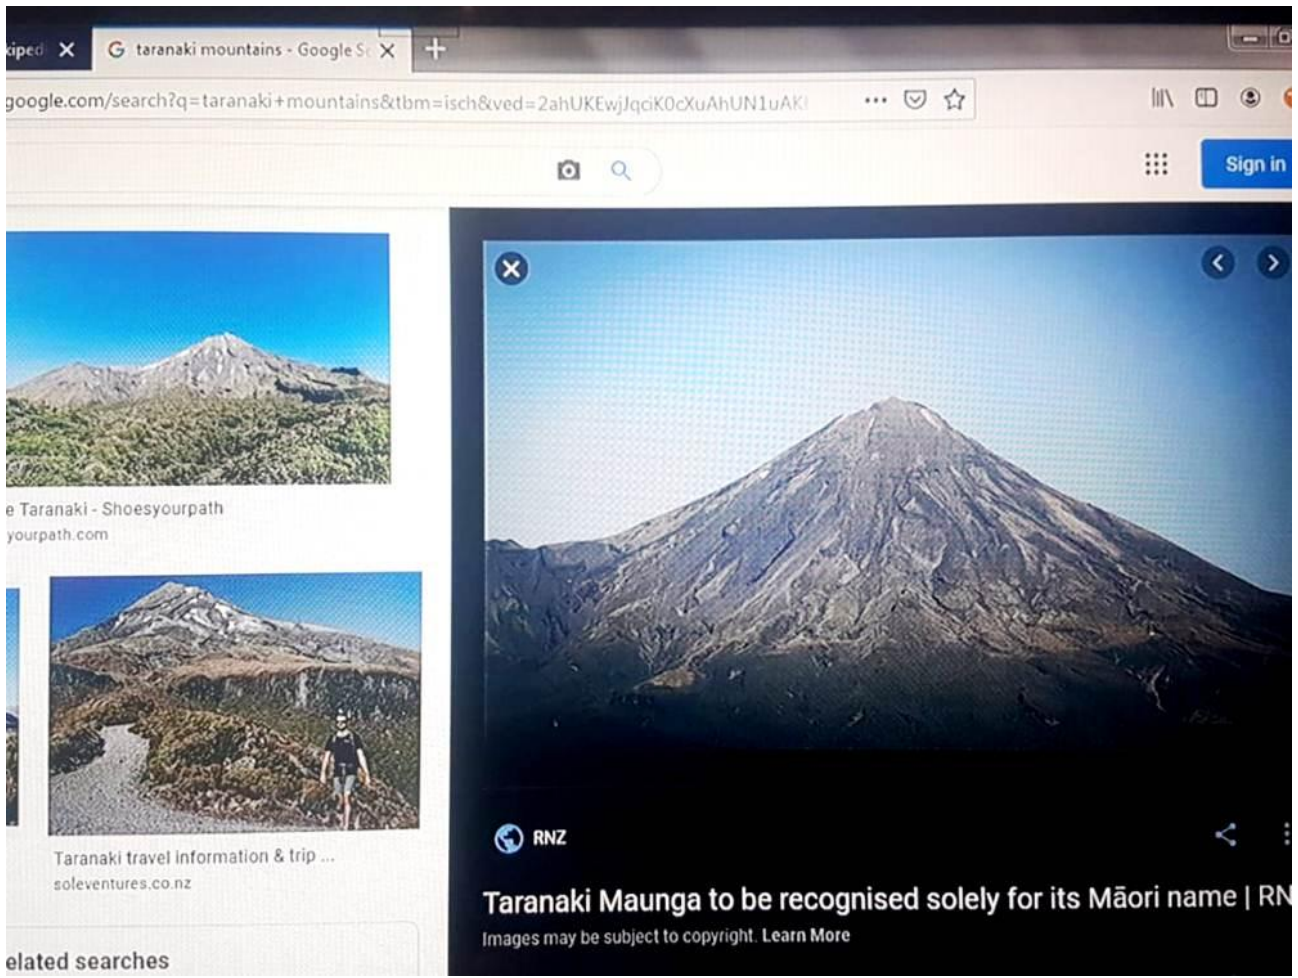 kiped
taranaki mountains - Google Se
google.com/search?q=taranaki+mountains&tbm=isch&ved=2ahUKEwjJqciK0cXuAhUN1uAK
Sign in
e Taranaki - Shoesyourpath
yourpath.com
Taranaki travel information & trip ...
soleventures.co.nz
elated searches
RNZ
Taranaki Maunga to be recognised solely for its Māori name | RN
Images may be subject to copyright. Learn More